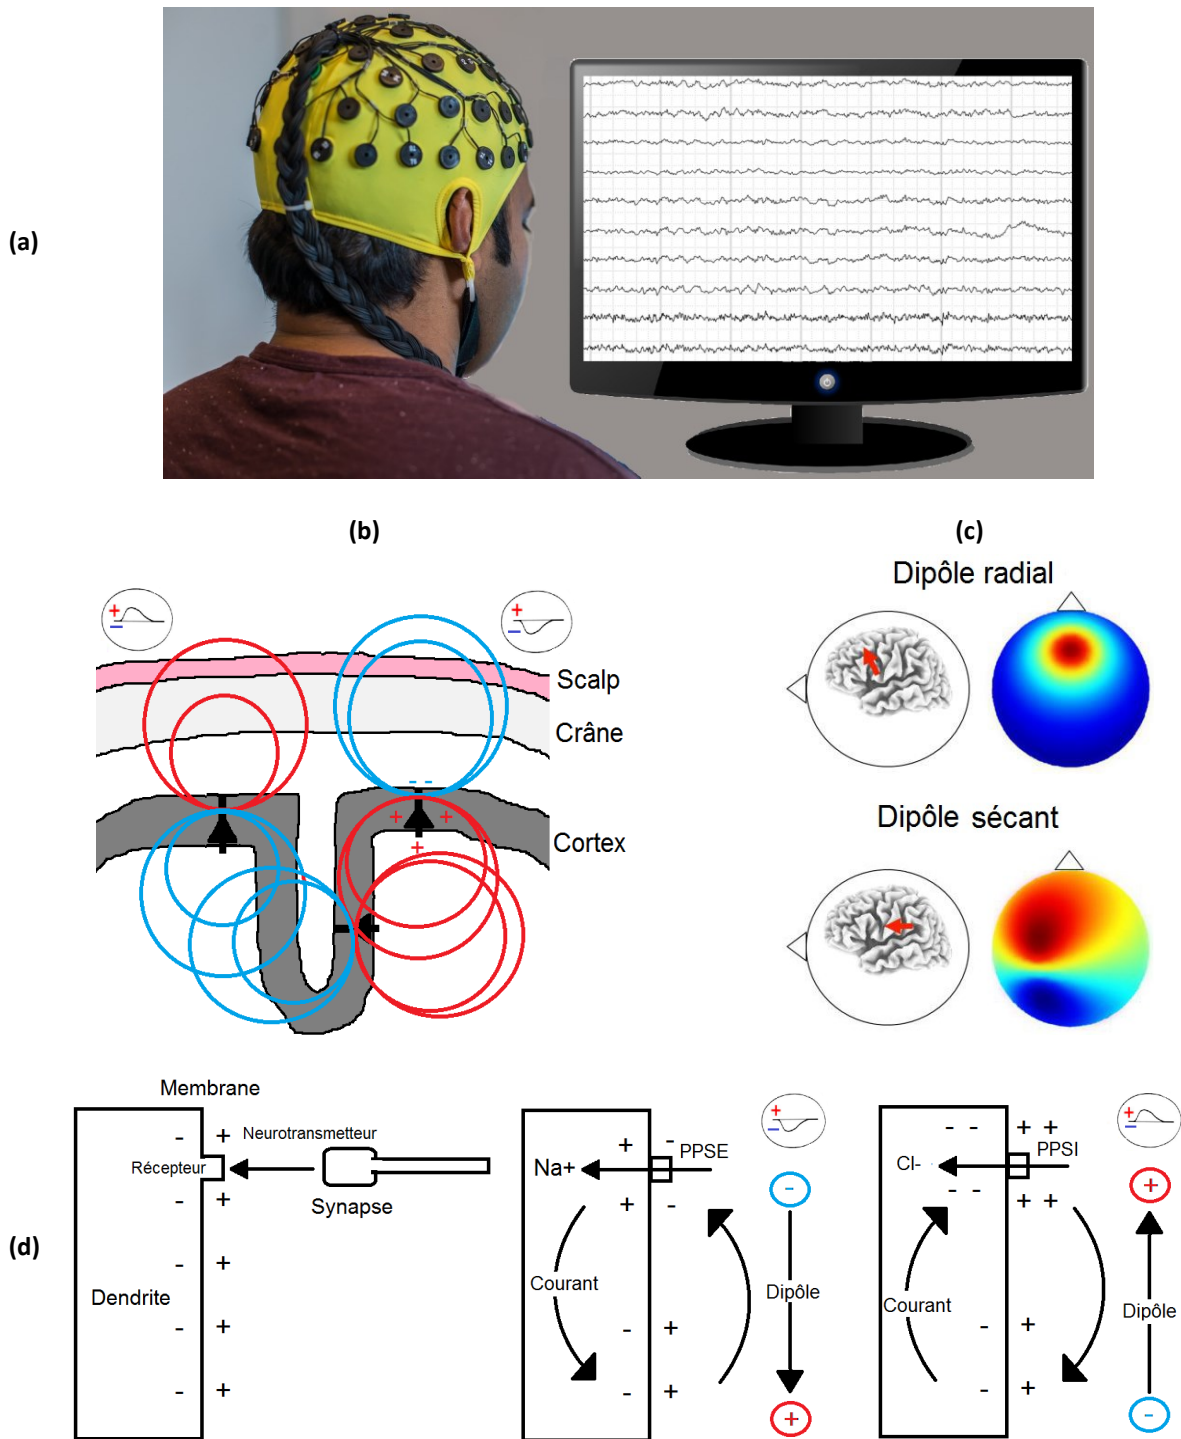 (a)
(b)
(c)
Dipôle radial
+
−
+
−
Scalp
Crâne
Cortex
- -
+ + +
+
Dipôle sécant
(d)
Membrane
- +
Neurotransmetteur
Récepteur
- +
Synapse
- +
Dendrite
- +
- +
+
−
+ -
PPSE
Na+
-
+ -
Courant
Dipôle
- +
- +
+
+
−
- - + +
PPSI
Cl-
+
- - + +
Courant
Dipôle
- +
- +
-